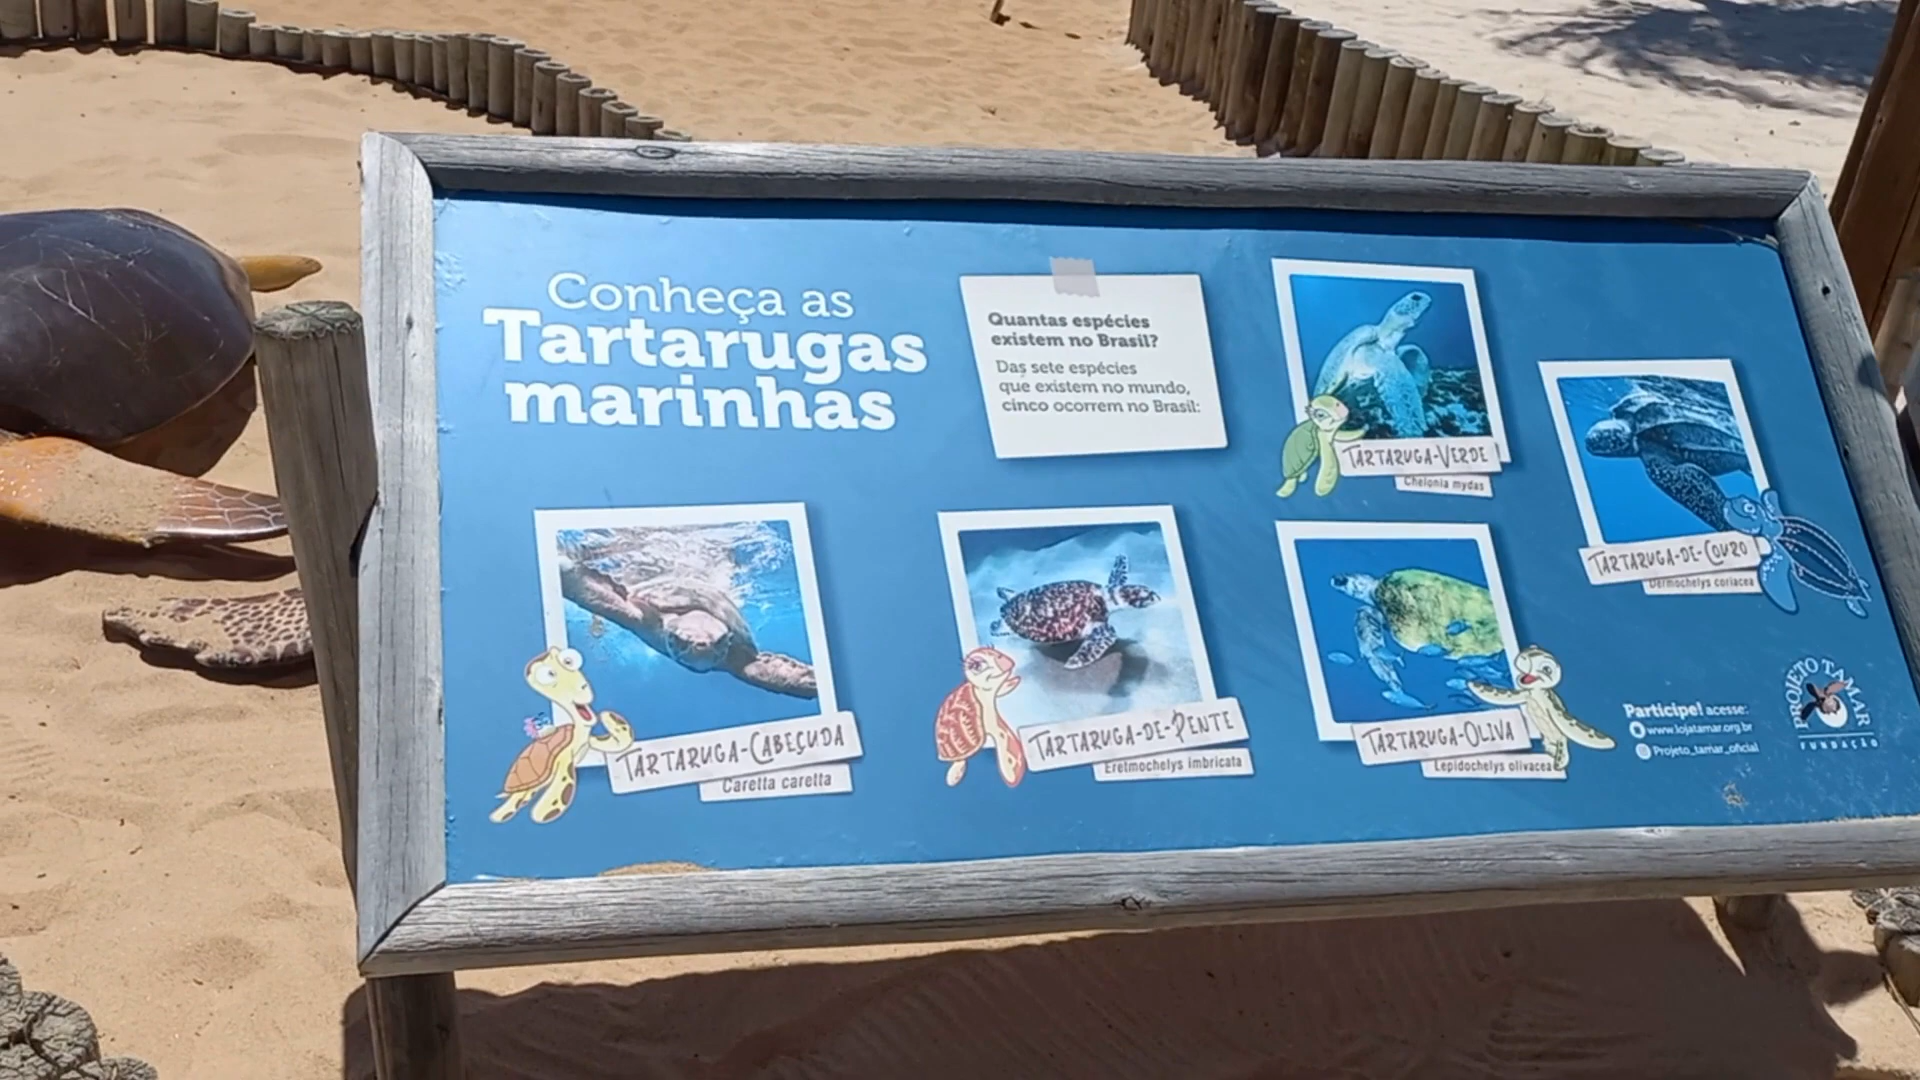 Conheça as
Tartarugas
marinhas
Quantas espécies
existem no Brasil?
Das sete espécies
que existem no mundo,
cinco ocorrem no Brasil:
Tartaruga-Verde
Chelonia mydas
Tartaruga-de-Couro
Dermochelys coriacea
Tartaruga-Cabeçuda
Caretta caretta
Tartaruga-de-Pente
Eretmochelys imbricata
Tartaruga-Oliva
Lepidochelys olivacea
Participe! acesse:
www.lojatamar.org.br
Projeto_tamar_oficial
PROJETO TAMAR
FUNDAÇÃO